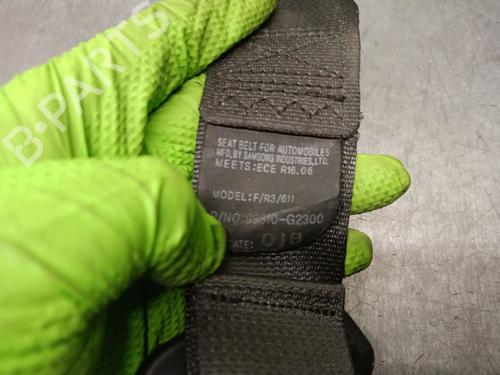 B-PARTS
SEAT BELT FOR AUTOMOBILES
MFD. BY SAMSONG INDUSTRIES, LTD.
MEETS:ECE R16.06
MODEL:F/R3/611
P/NO:89810-G2300
DATE: 018